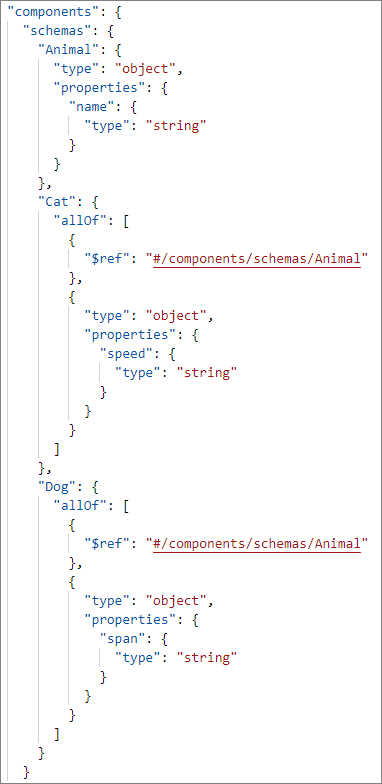 "components": {
"schemas": {
"Animal": {
"type": "object",
"properties": {
"name": {
"type": "string"
}
}
},
"Cat": {
"allOf": [
{
"$ref": "#/components/schemas/Animal"
},
{
"type": "object",
"properties": {
"speed": {
"type": "string"
}
}
}
]
},
"Dog": {
"allOf": [
{
"$ref": "#/components/schemas/Animal"
},
{
"type": "object",
"properties": {
"span": {
"type": "string"
}
}
}
]
}
}